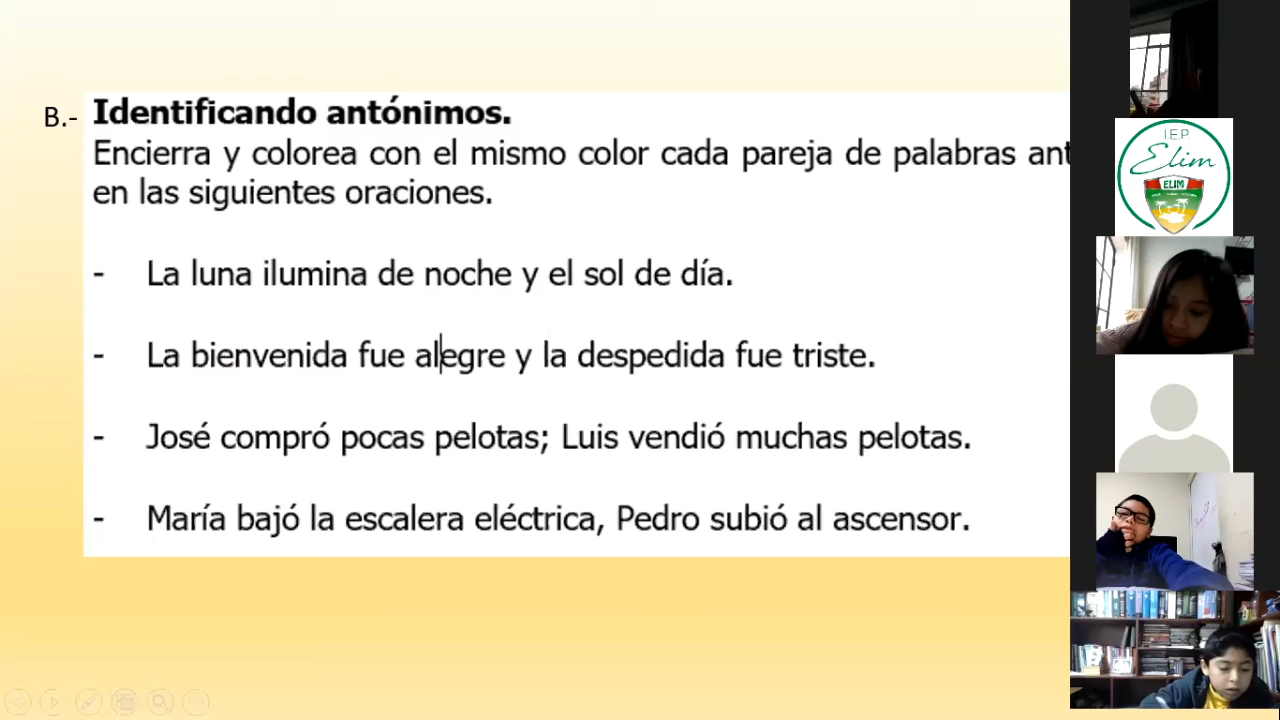 B.- Identificando antónimos.
Encierra y colorea con el mismo color cada pareja de palabras ant
en las siguientes oraciones.
- La luna ilumina de noche y el sol de día.
- La bienvenida fue alegre y la despedida fue triste.
- José compró pocas pelotas; Luis vendió muchas pelotas.
- María bajó la escalera eléctrica, Pedro subió al ascensor.
I.E.P.
Elim
ELIM